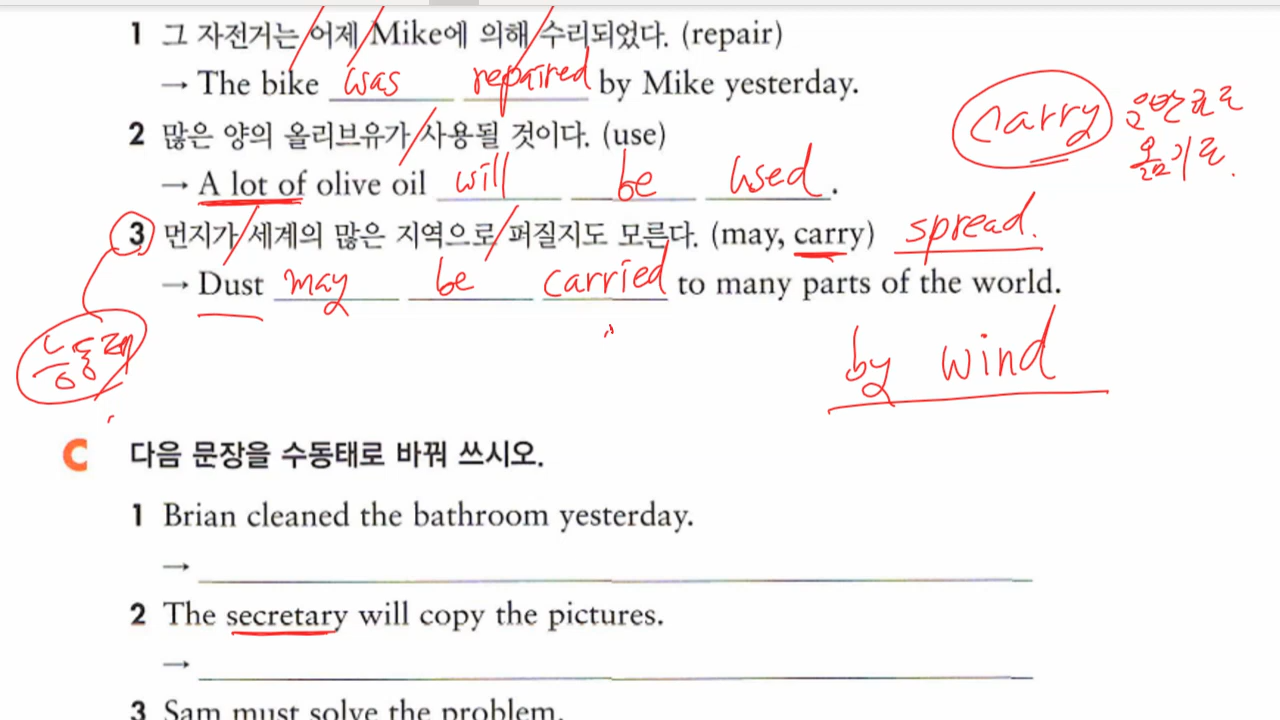 1 그 자전거는 어제 Mike에 의해 수리되었다. (repair)
→ The bike was repaired by Mike yesterday.
carry 운반하다
옮기다.
2 많은 양의 올리브유가 사용될 것이다. (use)
→ A lot of olive oil will be used.
3 먼지가 세계의 많은 지역으로 퍼질지도 모른다. (may, carry) spread.
→ Dust may be carried to many parts of the world.
능동태
by wind
C 다음 문장을 수동태로 바꿔 쓰시오.
1 Brian cleaned the bathroom yesterday.
→
2 The secretary will copy the pictures.
→
3 Sam must solve the problem.